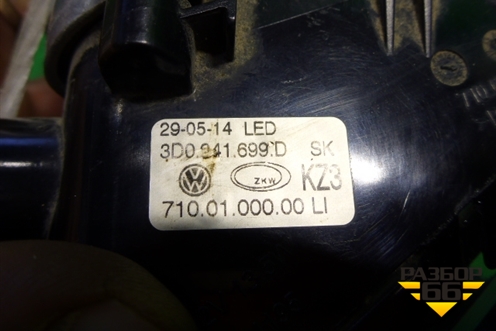 29-05-14 LED
3D0.941.699.D SK
ZKW KZ3
710.01.000.00 LI
РАЗБОР
66